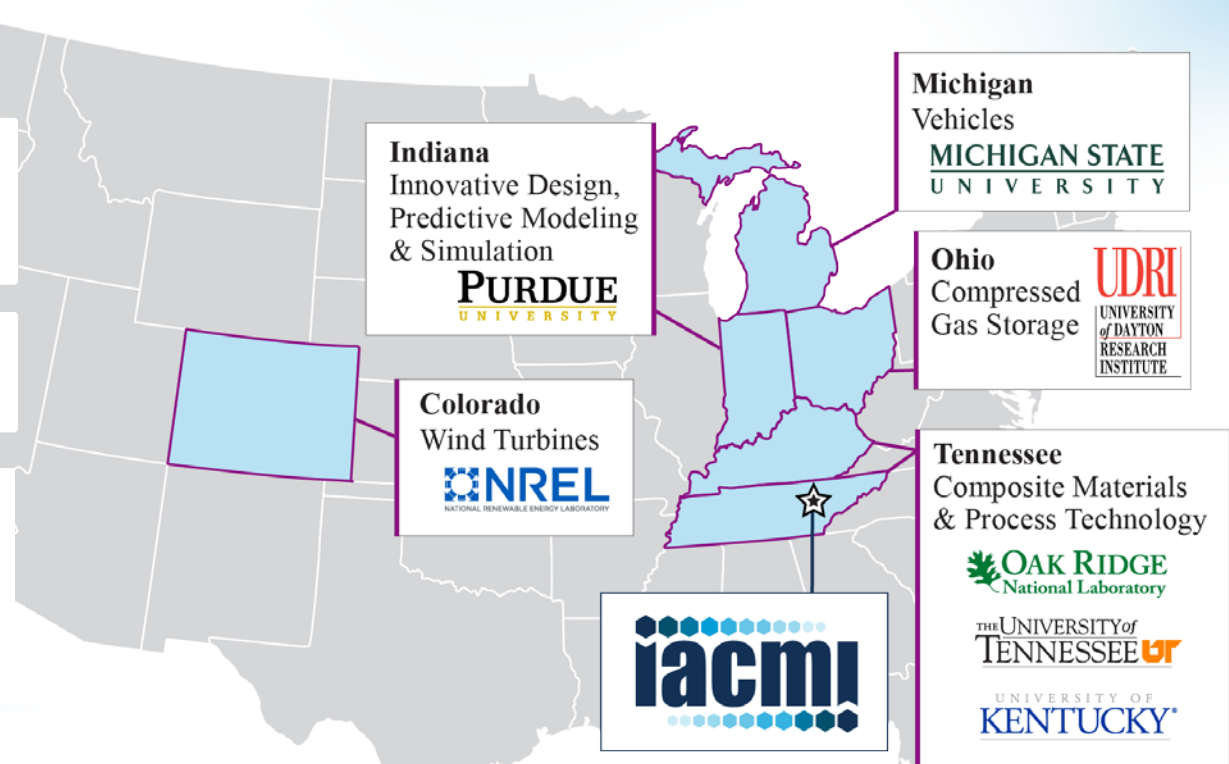 Indiana
Innovative Design,
Predictive Modeling
& Simulation
PURDUE
UNIVERSITY
Colorado
Wind Turbines
NREL
NATIONAL RENEWABLE ENERGY LABORATORY
Michigan
Vehicles
MICHIGAN STATE
UNIVERSITY
Ohio
Compressed
Gas Storage
UDRI
UNIVERSITY
of DAYTON
RESEARCH
INSTITUTE
Tennessee
Composite Materials
& Process Technology
OAK RIDGE
National Laboratory
THE UNIVERSITY of
TENNESSEE UT
UNIVERSITY OF
KENTUCKY®
iacmi